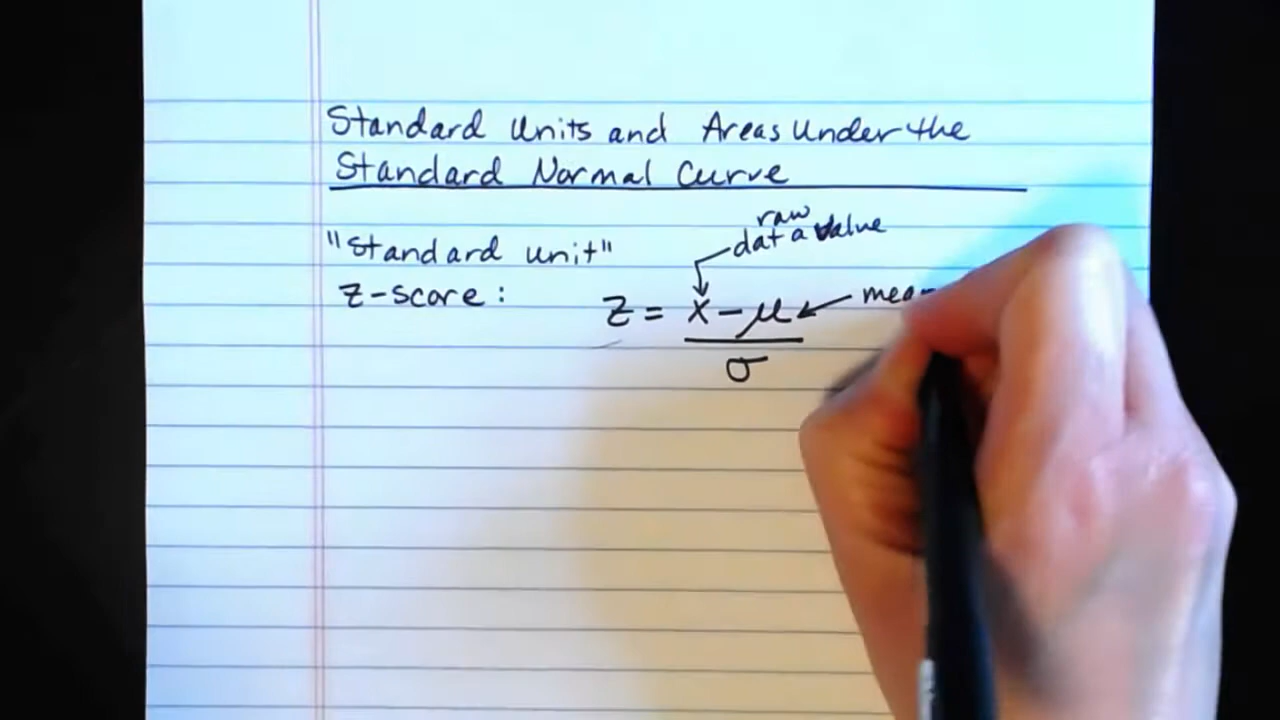 Standard Units and Areas Under the
Standard Normal Curve
raw
data value
"Standard unit"
z-score:
Z = x - μ
σ